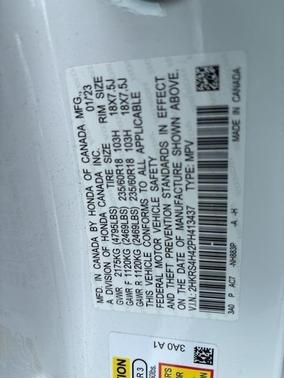 MFD. IN CANADA BY HONDA OF CANADA MFG.,
A DIVISION OF HONDA CANADA INC. 01/23
TIRE SIZE RIM SIZE
GVWR 2175KG (4795LBS)
GAWR F 1120KG (2469LBS) 235/60R18 103H 18X7.5J
GAWR R 1120KG (2469LBS) 235/60R18 103H 18X7.5J
THIS VEHICLE CONFORMS TO ALL APPLICABLE
FEDERAL MOTOR VEHICLE SAFETY, BUMPER,
AND THEFT PREVENTION STANDARDS IN EFFECT
ON THE DATE OF MANUFACTURE SHOWN ABOVE.
V.I.N.: 2HKRS4H42PH413437 TYPE: MPV
3A0 P ACT NH883P -A -H
MADE IN CANADA
3A0 A1